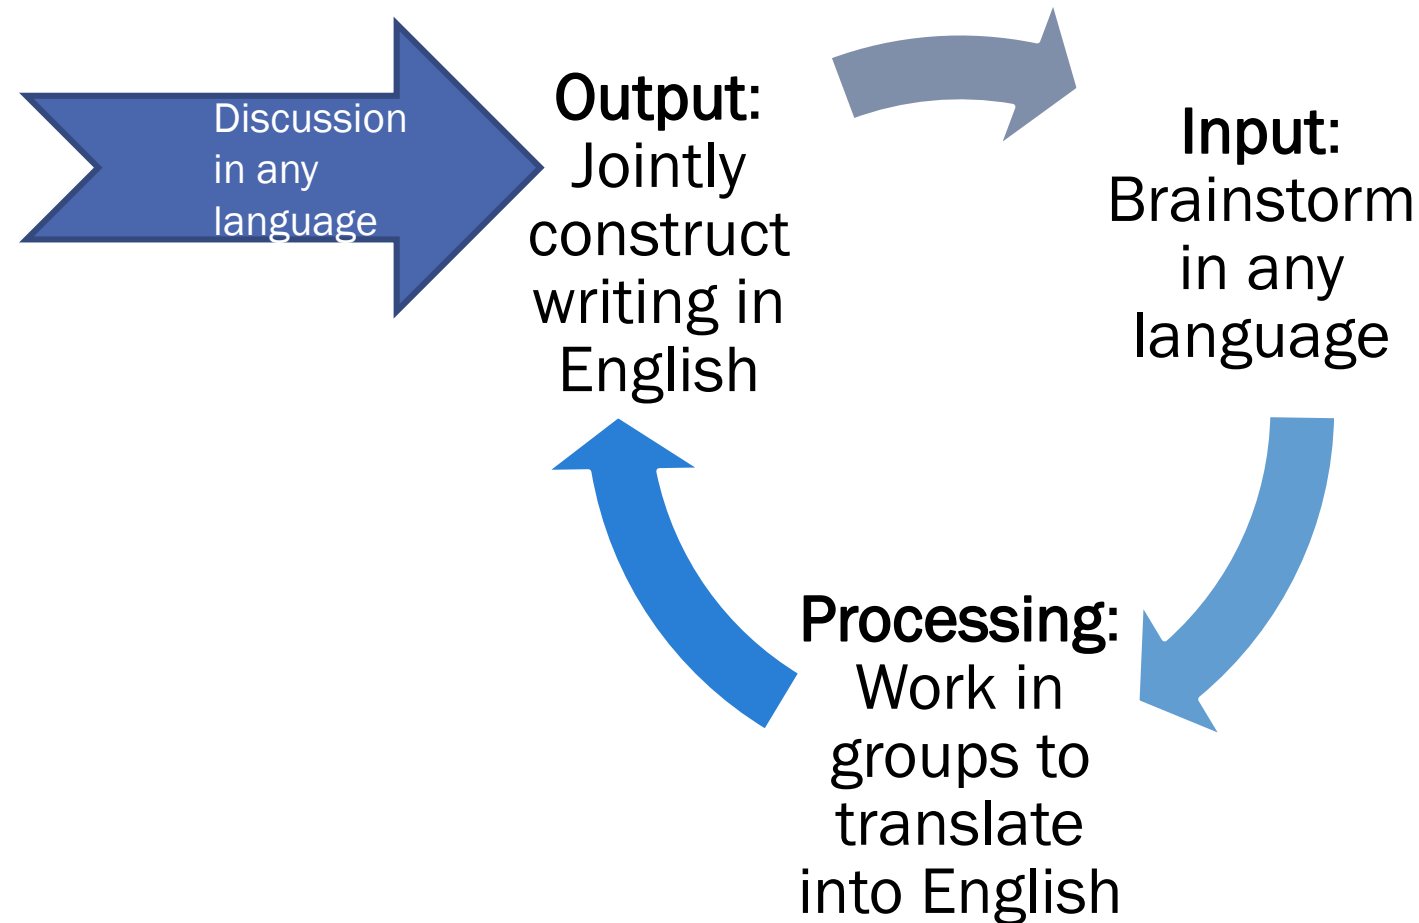 Discussion
in any
language
Output:
Jointly
construct
writing in
English
Input:
Brainstorm
in any
language
Processing:
Work in
groups to
translate
into English